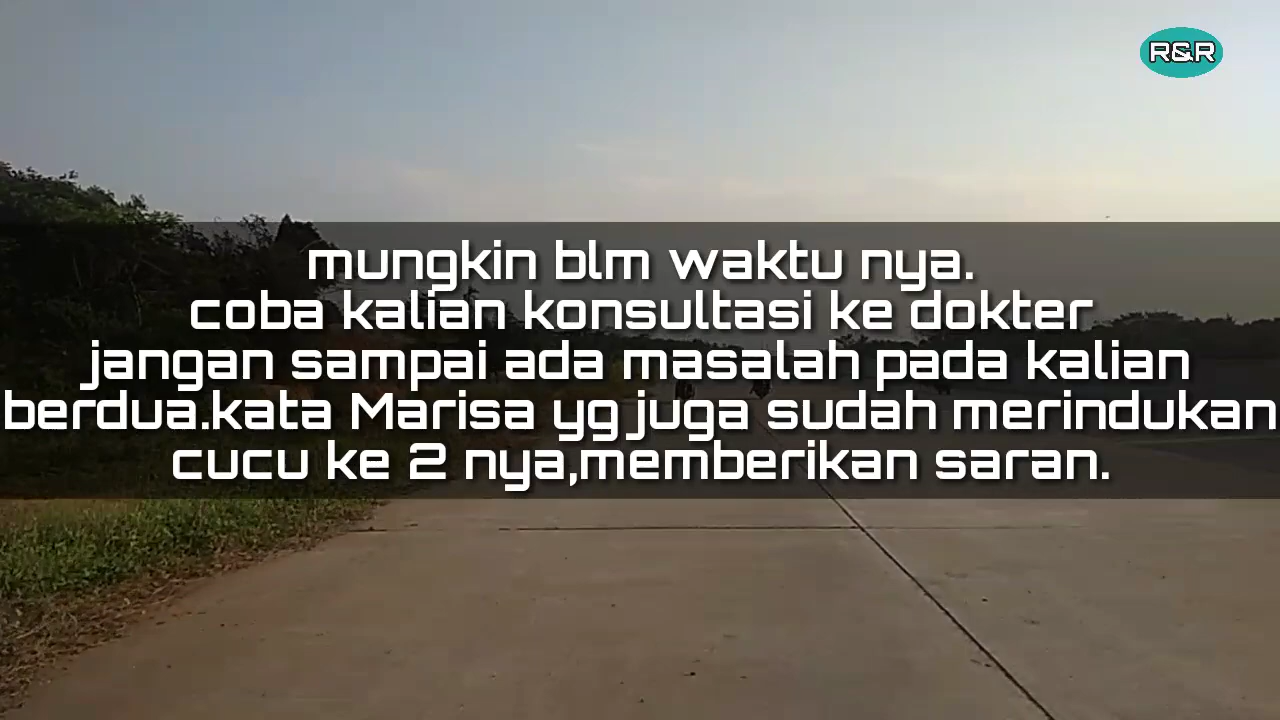 R&R
mungkin blm waktu nya.
coba kalian konsultasi ke dokter
jangan sampai ada masalah pada kalian
berdua.kata Marisa yg juga sudah merindukan
cucu ke 2 nya,memberikan saran.